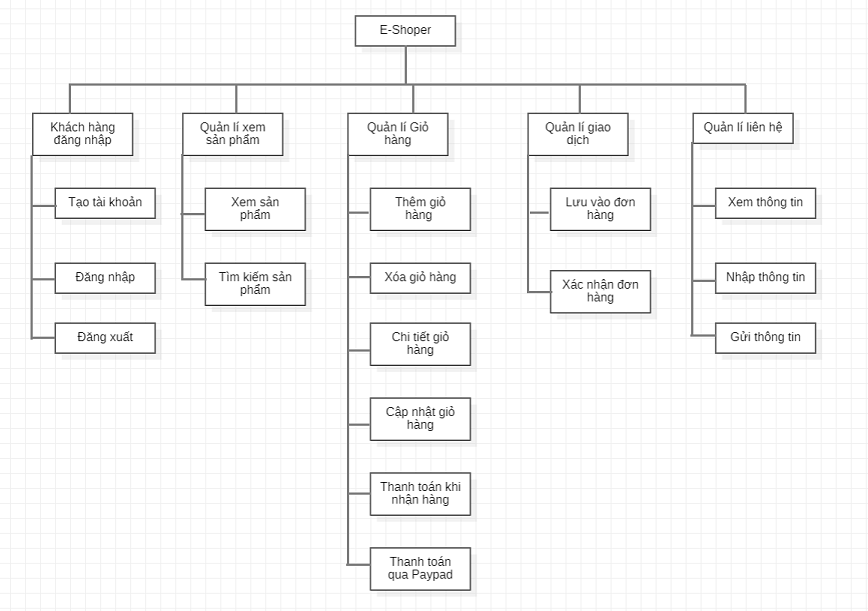 E-Shoper
Khách hàng
đăng nhập
Quản lí xem
sản phẩm
Quản lí Giỏ
hàng
Quản lí giao
dịch
Quản lí liên hệ
Tạo tài khoản
Đăng nhập
Đăng xuất
Xem sản
phẩm
Tìm kiếm sản
phẩm
Thêm giỏ
hàng
Xóa giỏ hàng
Chi tiết giỏ
hàng
Cập nhật giỏ
hàng
Thanh toán khi
nhận hàng
Thanh toán
qua Paypad
Lưu vào đơn
hàng
Xác nhận đơn
hàng
Xem thông tin
Nhập thông tin
Gửi thông tin